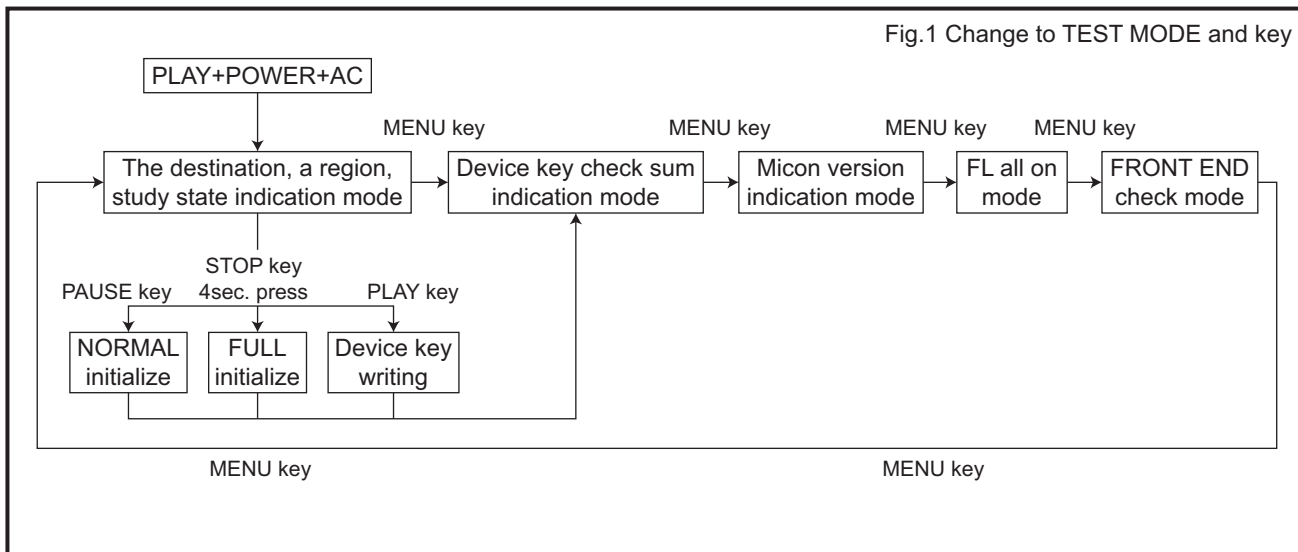 Fig.1 Change to TEST MODE and key
PLAY+POWER+AC
MENU key
MENU key
MENU key
MENU key
The destination, a region,
study state indication mode
Device key check sum
indication mode
Micon version
indication mode
FL all on
mode
FRONT END
check mode
STOP key
4sec. press
PAUSE key
PLAY key
NORMAL
initialize
FULL
initialize
Device key
writing
MENU key
MENU key